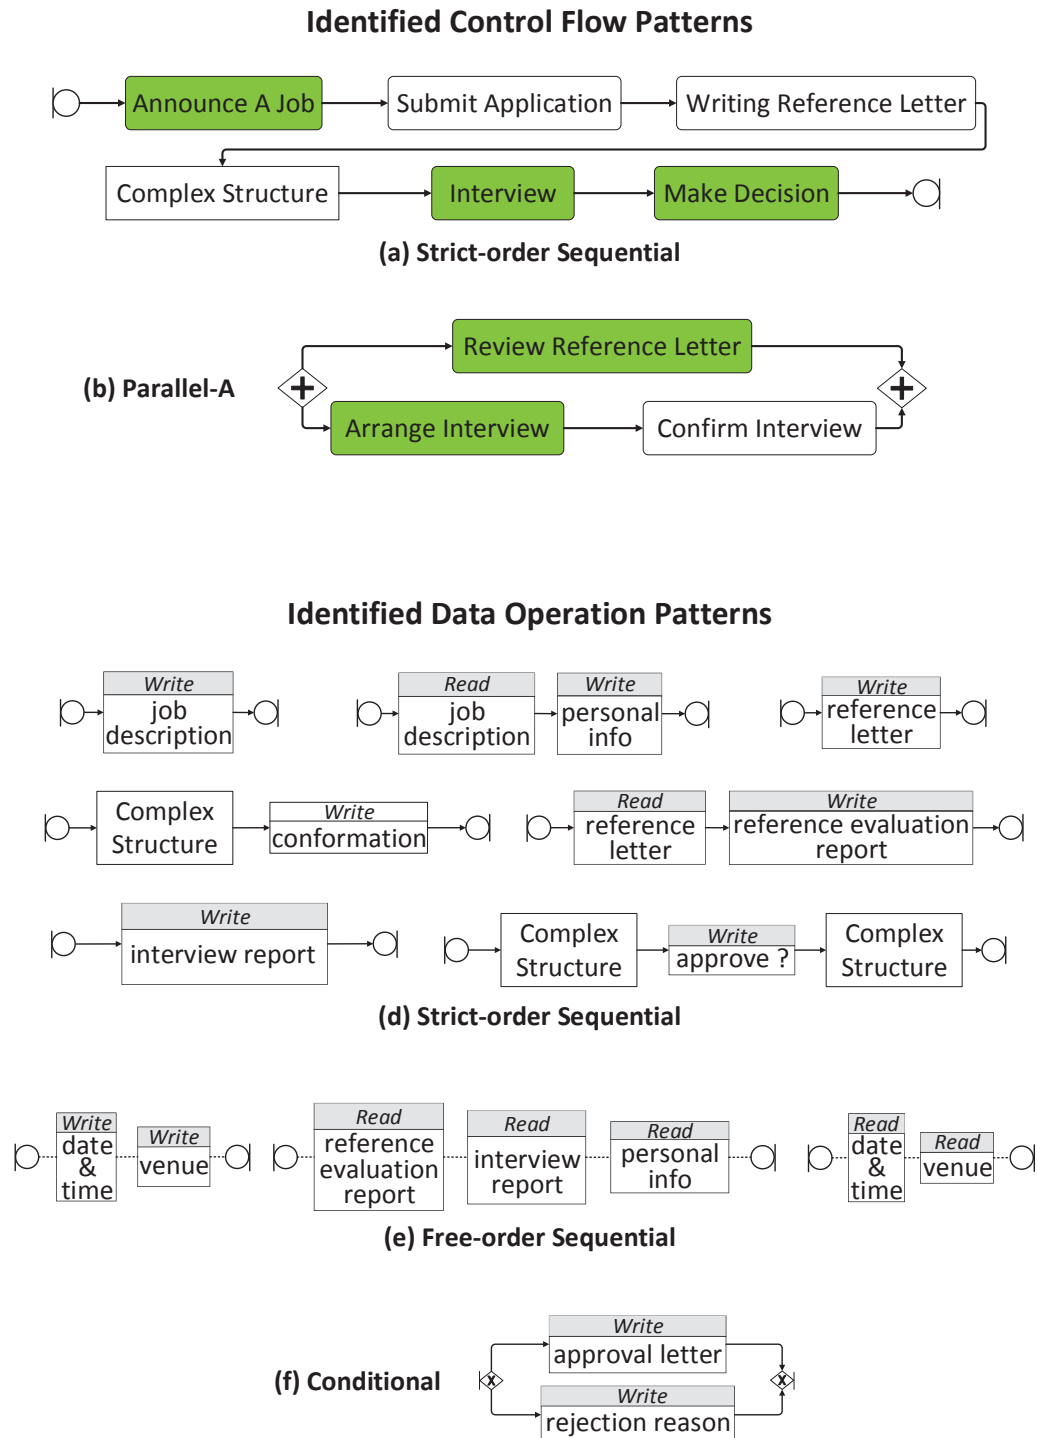 Identified Control Flow Patterns
Announce A Job
Submit Application
Writing Reference Letter
Complex Structure
Interview
Make Decision
(a) Strict-order Sequential
Review Reference Letter
(b) Parallel-A
Arrange Interview
Confirm Interview
Identified Data Operation Patterns
Write
job
description
Read
job
description
Write
personal
info
Write
reference
letter
Complex
Structure
Write
conformation
Read
reference
letter
Write
reference evaluation
report
Write
interview report
Complex
Structure
Write
approve ?
Complex
Structure
(d) Strict-order Sequential
Write
date
&
time
Write
venue
Read
reference
evaluation
report
Read
interview
report
Read
personal
info
Read
date
&
time
Read
venue
(e) Free-order Sequential
Write
approval letter
(f) Conditional
X
X
Write
rejection reason